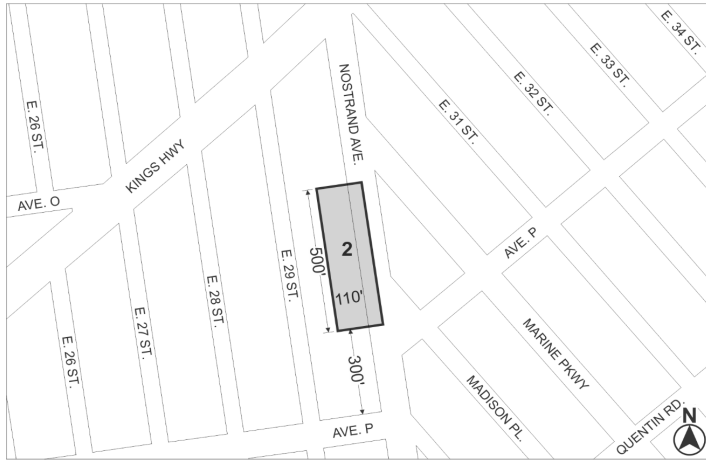 E. 34 ST.
E. 33 ST.
E. 32 ST.
E. 31 ST.
NOSTRAND AVE.
E. 26 ST.
KINGS HWY
AVE. O
2
500'
110'
300'
E. 29 ST.
E. 28 ST.
E. 27 ST.
E. 26 ST.
AVE. P
AVE. P
MARINE PKWY
MADISON PL.
QUENTIN RD.
N